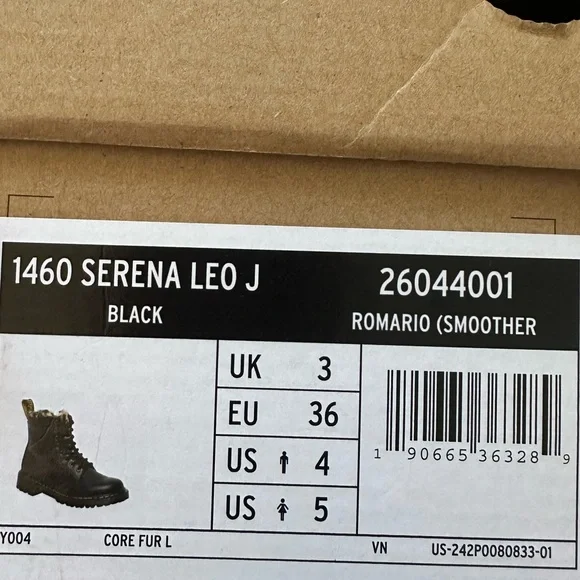 1460 SERENA LEO J 26044001
BLACK ROMARIO (SMOOTHER
UK 3
EU 36
US 4
US 5
1 90665 36328 9
Y004 CORE FUR L VN US-242P0080833-01